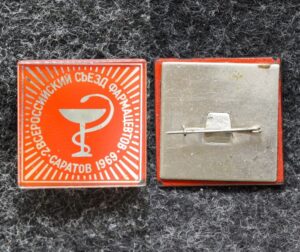 2 ВСЕРОССИЙСКИЙ СЪЕЗД ФАРМАЦЕВТОВ
САРАТОВ 1969